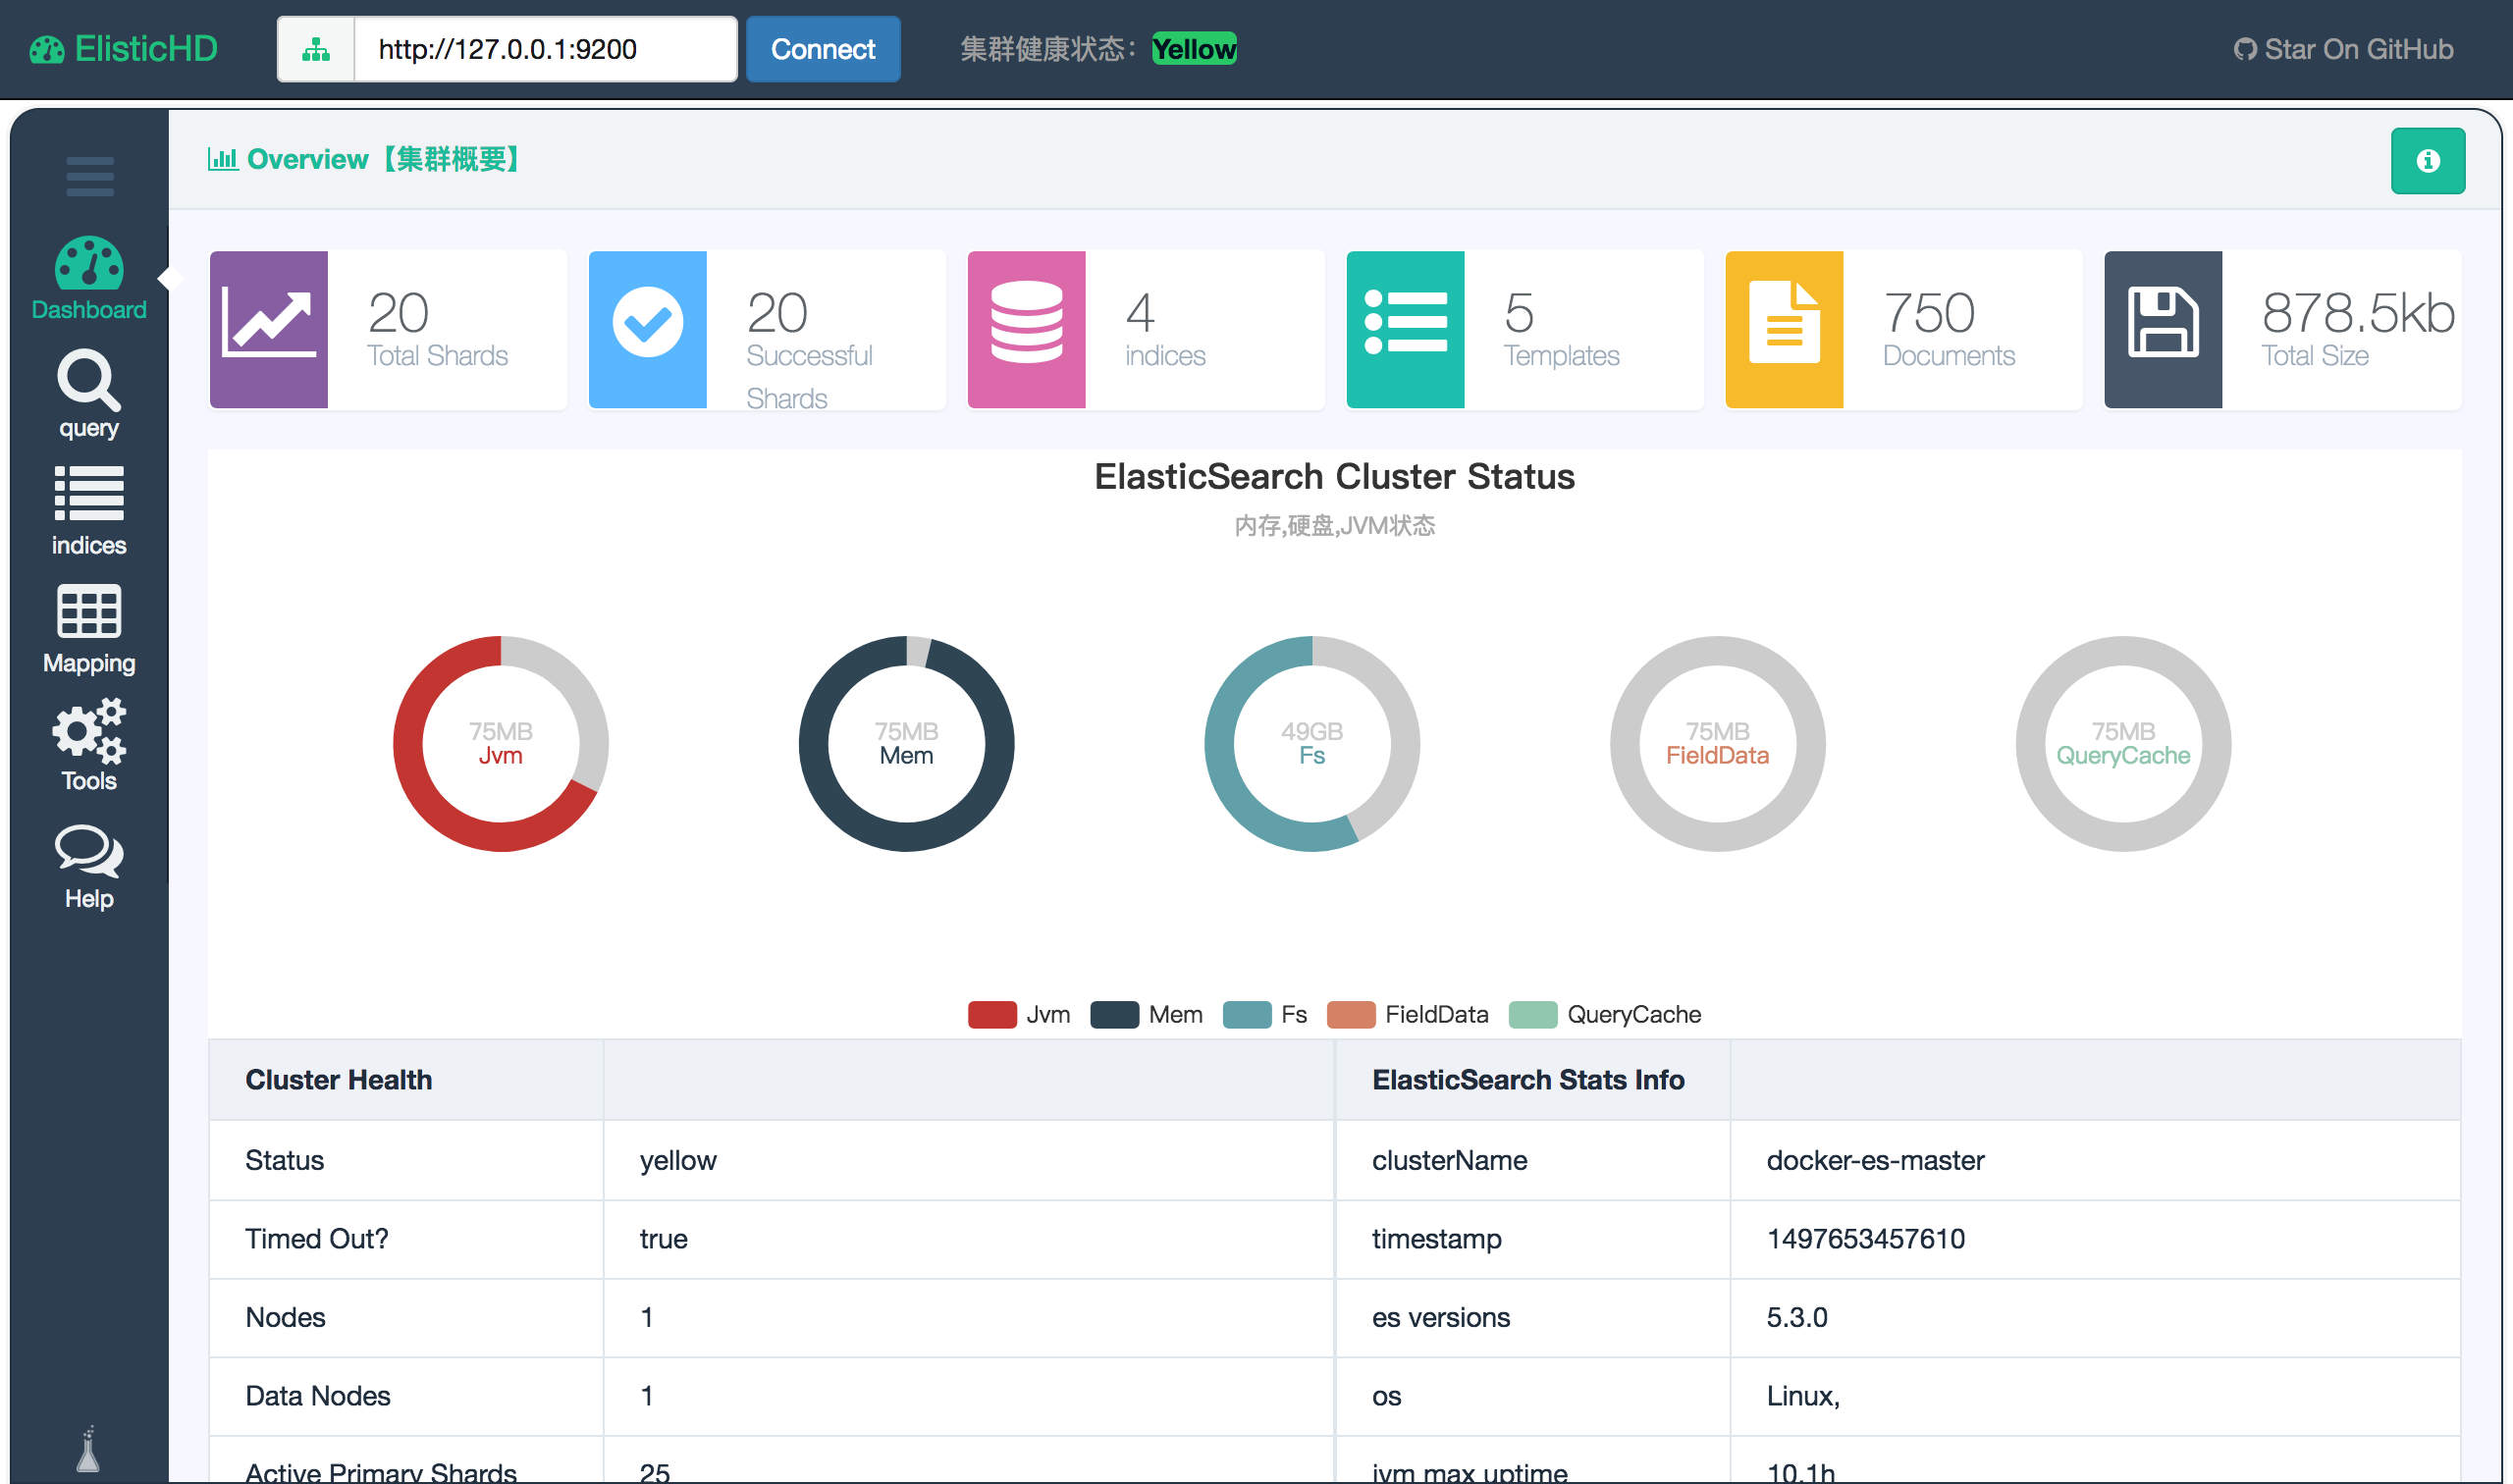 ElisticHD
http://127.0.0.1:9200
Connect
集群健康状态：Yellow
Star On GitHub
Overview【集群概要】
Dashboard
query
indices
Mapping
Tools
Help
20
Total Shards
20
Successful
Shards
4
indices
5
Templates
750
Documents
878.5kb
Total Size
ElasticSearch Cluster Status
内存,硬盘,JVM状态
75MB
Jvm
75MB
Mem
49GB
Fs
75MB
FieldData
75MB
QueryCache
Jvm Mem Fs FieldData QueryCache
Cluster Health ElasticSearch Stats Info
Status yellow clusterName docker-es-master
Timed Out? true timestamp 1497653457610
Nodes 1 es versions 5.3.0
Data Nodes 1 os Linux,
Active Primary Shards 25 jvm max uptime 10.1h